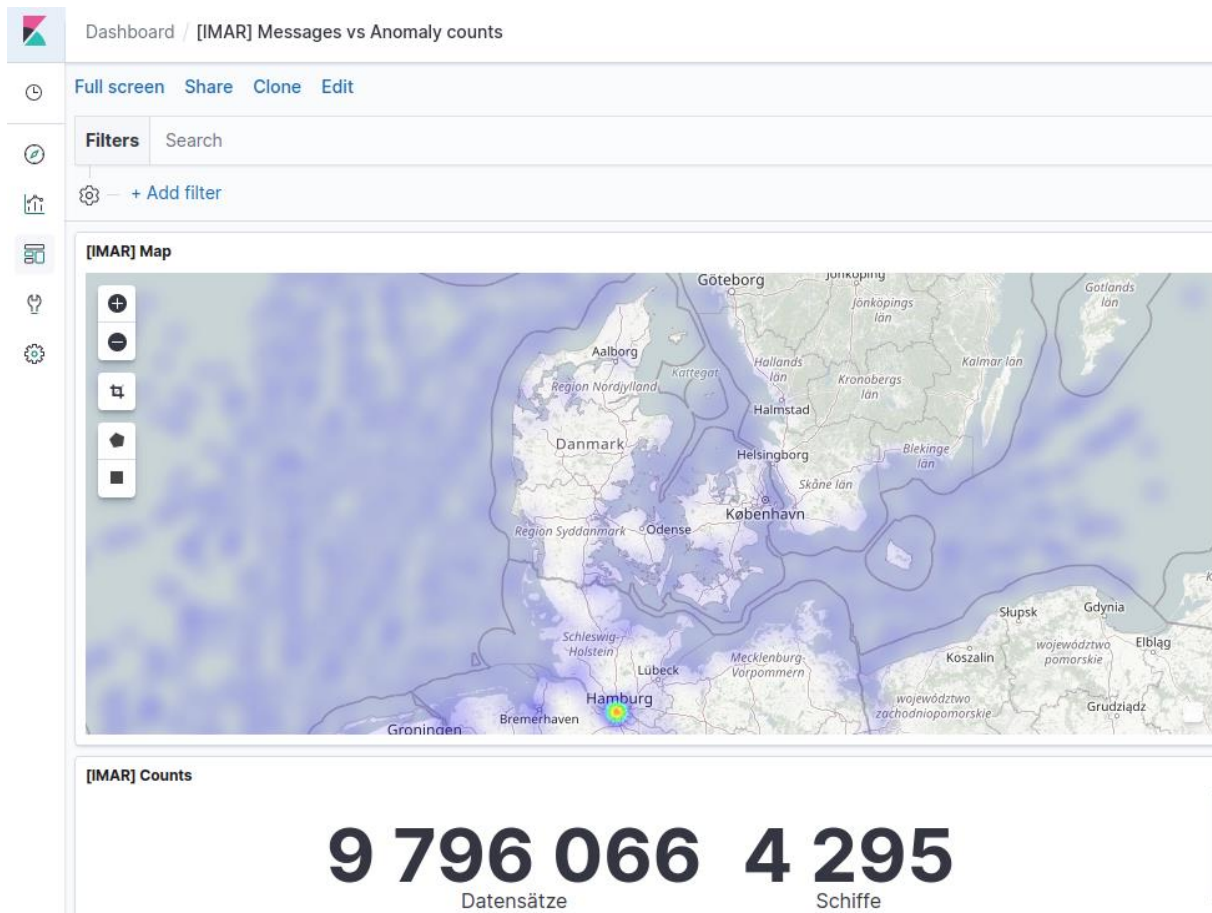 Dashboard / [IMAR] Messages vs Anomaly counts
Full screen Share Clone Edit
Filters Search
+ Add filter
[IMAR] Map
Göteborg
Jönköping
Gotlands
län
Jönköpings
län
Aalborg
Kattegat
Hallands
län
Kalmar län
Region Nordjylland
Kronobergs
län
Halmstad
Danmark
Helsingborg
Blekinge
län
Skåne län
København
Region Syddanmark
Odense
Słupsk
Gdynia
Schleswig-
Holstein
Lübeck
Mecklenburg-
Vorpommern
Koszalin
województwo
pomorskie
Elbląg
Hamburg
Bremerhaven
województwo
zachodniopomorskie
Grudziądz
Groningen
[IMAR] Counts
9 796 066 4 295
Datensätze Schiffe